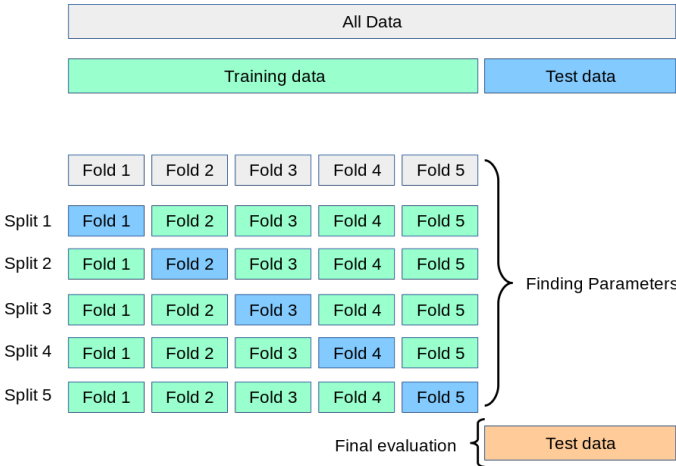 All Data
Training data Test data
Fold 1 Fold 2 Fold 3 Fold 4 Fold 5
Split 1 Fold 1 Fold 2 Fold 3 Fold 4 Fold 5
Split 2 Fold 1 Fold 2 Fold 3 Fold 4 Fold 5
Finding Parameters
Split 3 Fold 1 Fold 2 Fold 3 Fold 4 Fold 5
Split 4 Fold 1 Fold 2 Fold 3 Fold 4 Fold 5
Split 5 Fold 1 Fold 2 Fold 3 Fold 4 Fold 5
Final evaluation Test data